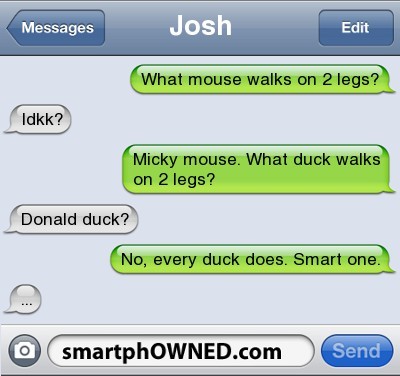 Messages
Josh
Edit
What mouse walks on 2 legs?
Idkk?
Micky mouse. What duck walks
on 2 legs?
Donald duck?
No, every duck does. Smart one.
...
smartphOWNED.com
Send